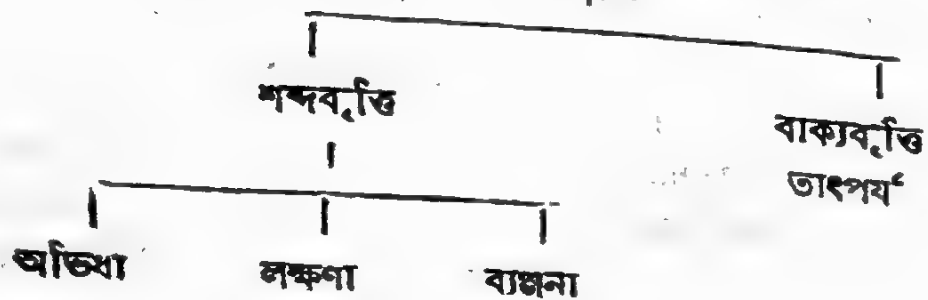 শব্দবৃত্তি
বাক্যবৃত্তি
তাৎপর্য
অভিধা
লক্ষণা
ব্যঞ্জনা